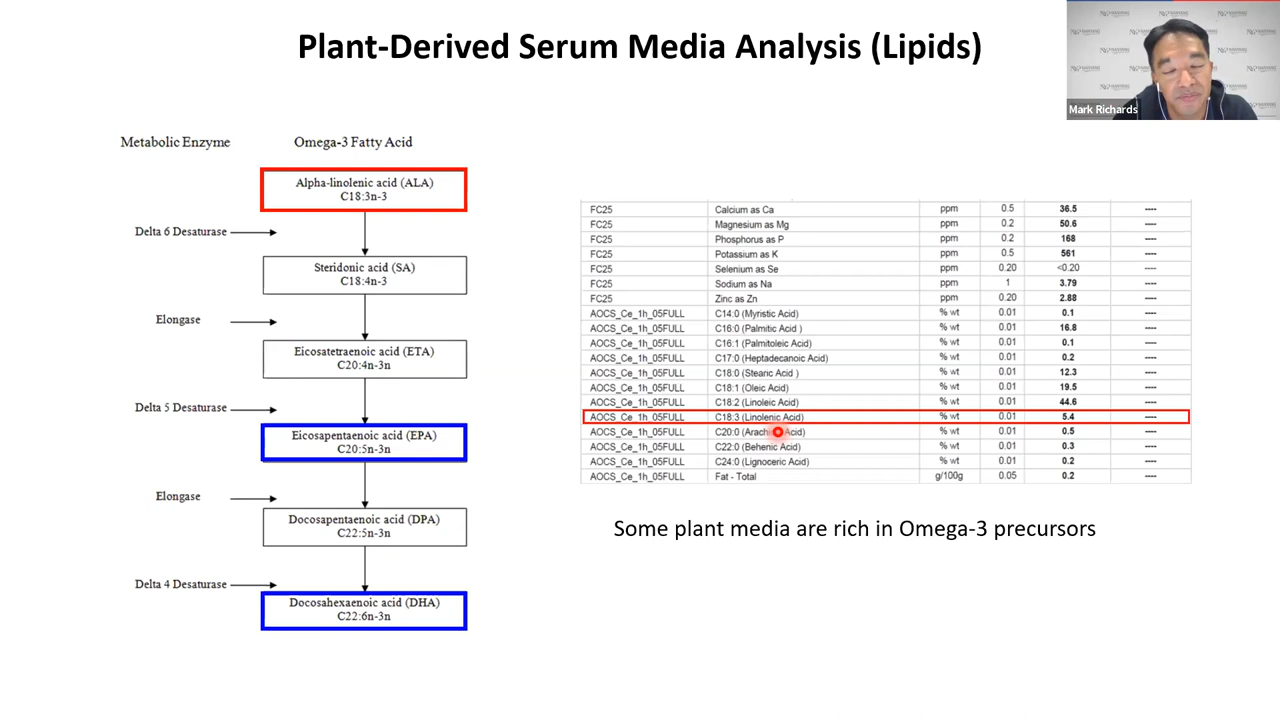 Plant-Derived Serum Media Analysis (Lipids)
Mark Richards
Metabolic Enzyme Omega-3 Fatty Acid
Alpha-linolenic acid (ALA)
C18:3n-3
Delta 6 Desaturase
Steridonic acid (SA)
C18:4n-3
Elongase
Eicosatetraenoic acid (ETA)
C20:4n-3n
Delta 5 Desaturase
Eicosapentaenoic acid (EPA)
C20:5n-3n
Elongase
Docosapentaenoic acid (DPA)
C22:5n-3n
Delta 4 Desaturase
Docosahexaenoic acid (DHA)
C22:6n-3n
FC25 Calcium as Ca ppm 0.5 36.5 ----
FC25 Magnesium as Mg ppm 0.2 50.6 ----
FC25 Phosphorus as P ppm 0.2 168 ----
FC25 Potassium as K ppm 0.5 561 ----
FC25 Selenium as Se ppm 0.20 <0.20 ----
FC25 Sodium as Na ppm 1 3.79 ----
FC25 Zinc as Zn ppm 0.20 2.88 ----
AOCS_Ce_1h_05FULL C14:0 (Myristic Acid) % wt 0.01 0.1 ----
AOCS_Ce_1h_05FULL C16:0 (Palmitic Acid ) % wt 0.01 16.8 ----
AOCS_Ce_1h_05FULL C16:1 (Palmitoleic Acid) % wt 0.01 0.1 ----
AOCS_Ce_1h_05FULL C17:0 (Heptadecanoic Acid) % wt 0.01 0.2 ----
AOCS_Ce_1h_05FULL C18:0 (Stearic Acid ) % wt 0.01 12.3 ----
AOCS_Ce_1h_05FULL C18:1 (Oleic Acid) % wt 0.01 19.5 ----
AOCS_Ce_1h_05FULL C18:2 (Linoleic Acid) % wt 0.01 44.6 ----
AOCS_Ce_1h_05FULL C18:3 (Linolenic Acid) % wt 0.01 5.4 ----
AOCS_Ce_1h_05FULL C20:0 Acid) % wt 0.01 0.5 ----
AOCS_Ce_1h_05FULL C22:0 (Behenic Acid) % wt 0.01 0.3 ----
AOCS_Ce_1h_05FULL C24:0 (Lignoceric Acid) % wt 0.01 0.2 ----
AOCS_Ce_1h_05FULL Fat - Total g/100g 0.05 0.2 ----
Some plant media are rich in Omega-3 precursors